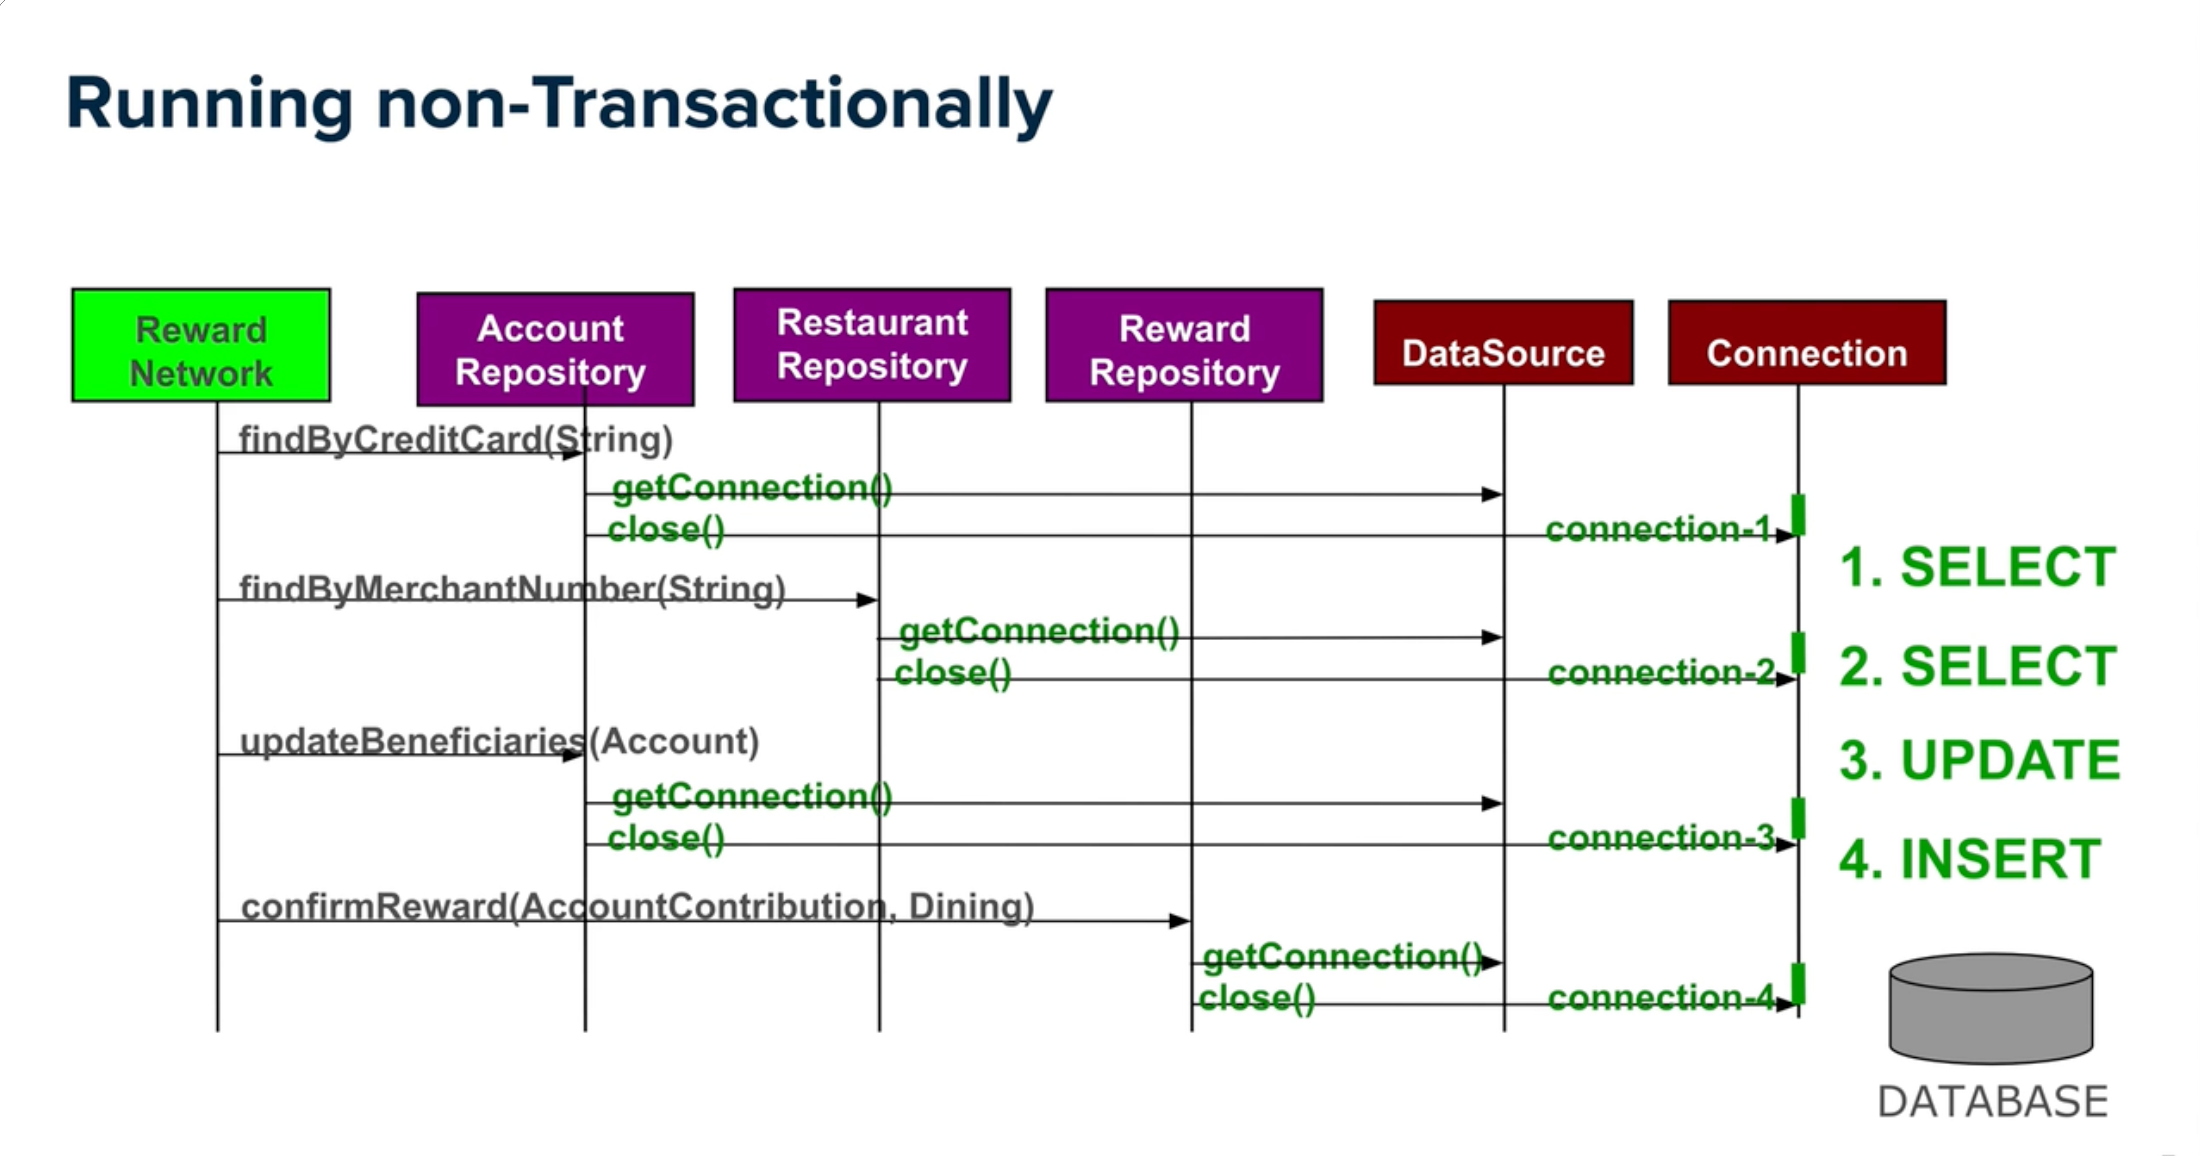 Running non-Transactionally
Reward
Network
Account
Repository
Restaurant
Repository
Reward
Repository
DataSource
Connection
findByCreditCard(String)
getConnection()
close()
connection-1
1. SELECT
findByMerchantNumber(String)
getConnection()
close()
connection-2
2. SELECT
updateBeneficiaries(Account)
3. UPDATE
getConnection()
close()
connection-3
4. INSERT
confirmReward(AccountContribution, Dining)
getConnection()
close()
connection-4
DATABASE